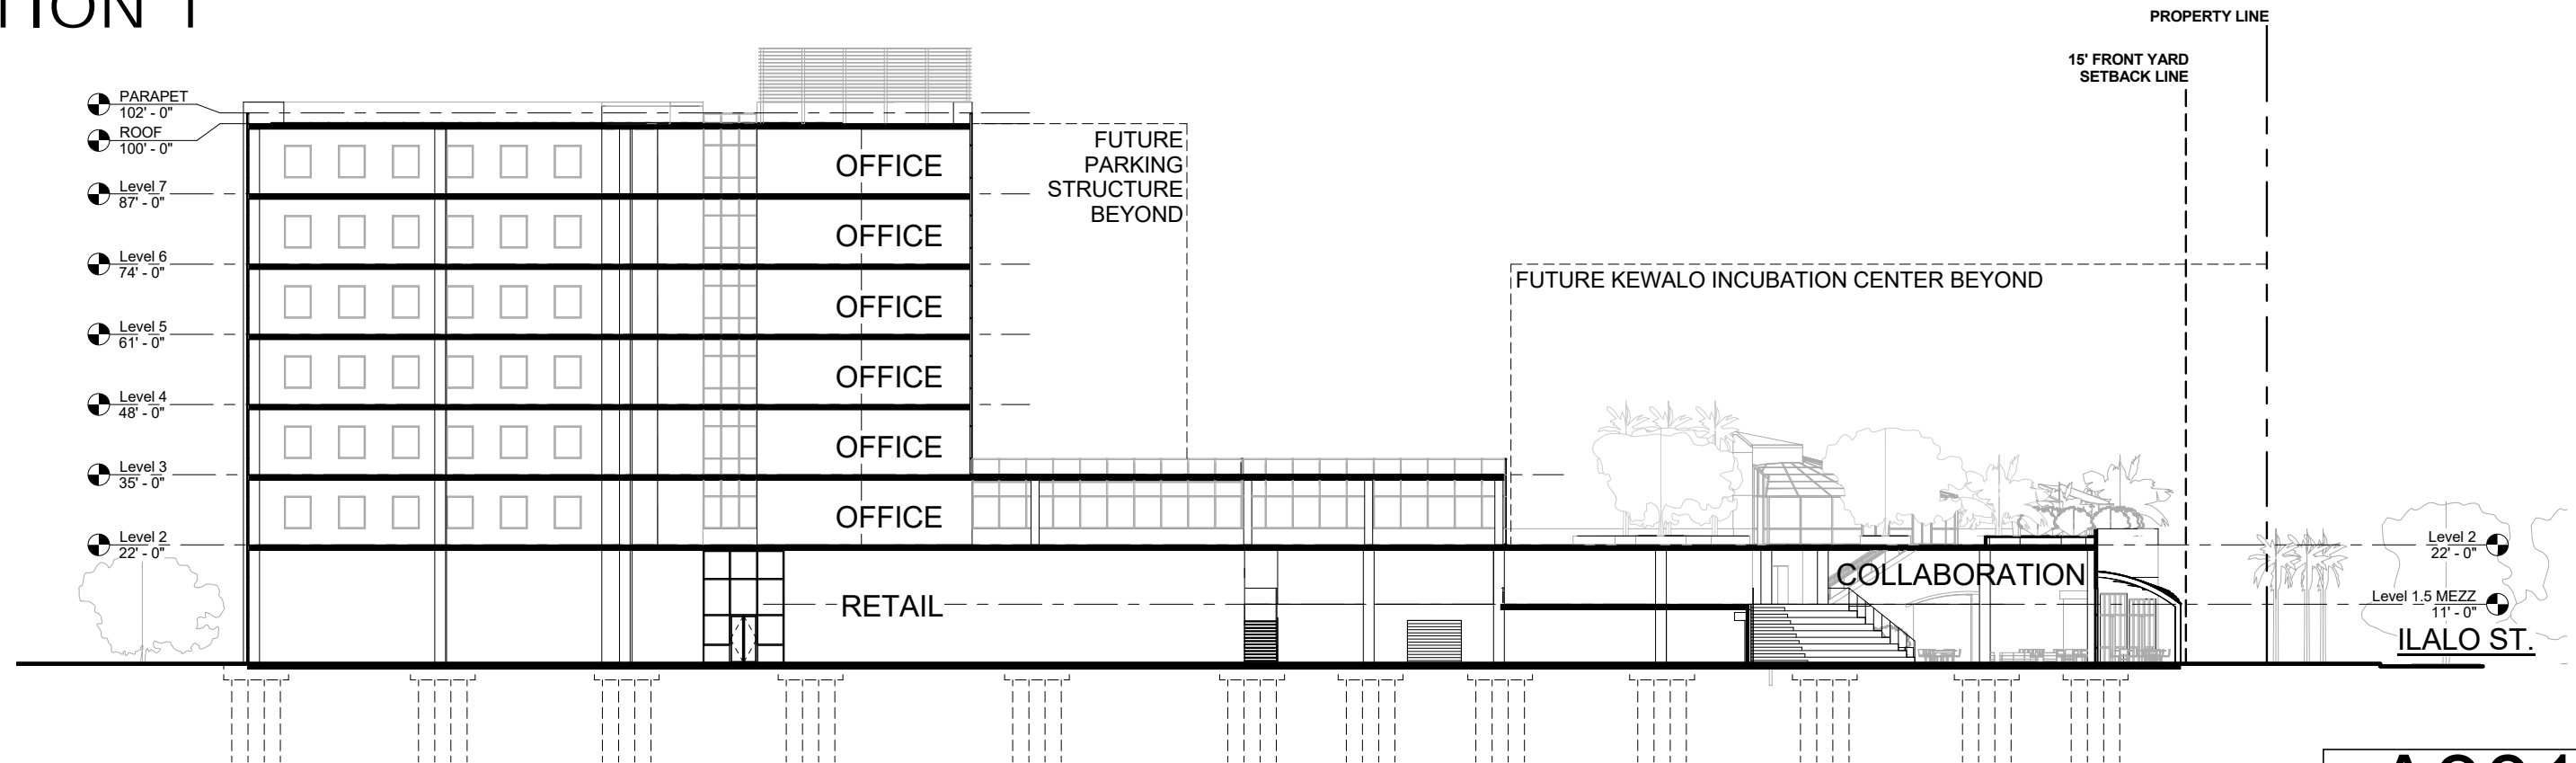 PROPERTY LINE
15' FRONT YARD
SETBACK LINE
PARAPET
102' - 0"
ROOF
100' - 0"
Level 7
87' - 0"
Level 6
74' - 0"
Level 5
61' - 0"
Level 4
48' - 0"
Level 3
35' - 0"
Level 2
22' - 0"
OFFICE
OFFICE
OFFICE
OFFICE
OFFICE
OFFICE
RETAIL
FUTURE
PARKING
STRUCTURE
BEYOND
FUTURE KEWALO INCUBATION CENTER BEYOND
COLLABORATION
Level 2
22' - 0"
Level 1.5 MEZZ
11' - 0"
ILALO ST.